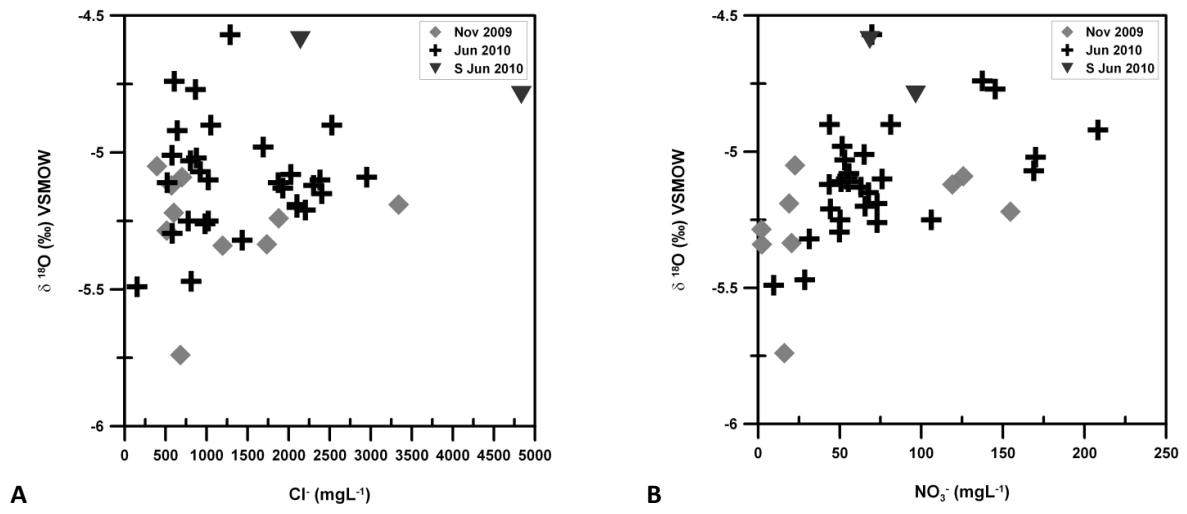 -4.5
-5
-5.5
-6
δ ¹⁸O (‰) VSMOW
Nov 2009
Jun 2010
S Jun 2010
0 500 1000 1500 2000 2500 3000 3500 4000 4500 5000
Cl⁻ (mgL⁻¹)
A
-4.5
-5
-5.5
-6
δ ¹⁸O (‰) VSMOW
Nov 2009
Jun 2010
S Jun 2010
0 50 100 150 200 250
NO₃⁻ (mgL⁻¹)
B